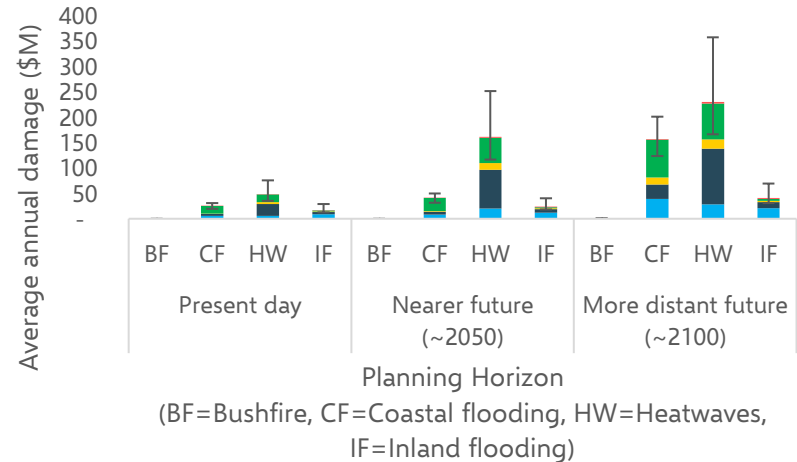 Average annual damage ($M)
400
350
300
250
200
150
100
50
-
BF CF HW IF BF CF HW IF BF CF HW IF
Present day Nearer future (~2050) More distant future (~2100)
Planning Horizon
(BF=Bushfire, CF=Coastal flooding, HW=Heatwaves,
IF=Inland flooding)